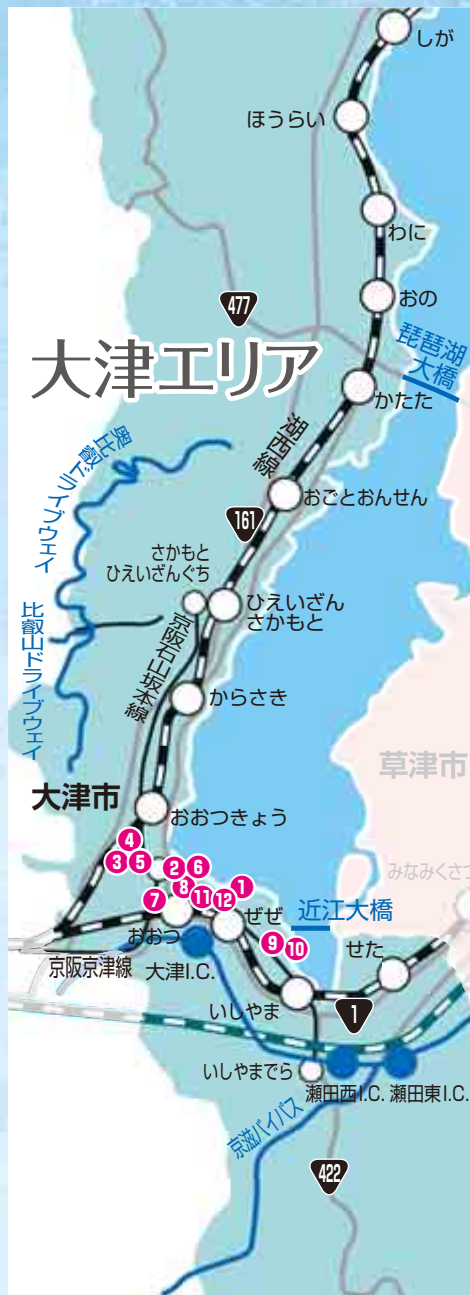 しが
ほうらい
わに
おの
477
琵琶湖
大橋
大津エリア
かたた
湖西線
おごとおんせん
奥比叡
ドライブウェイ
161
さかもと
ひえいざんぐち
ひえいざん
さかもと
比叡山ドライブウェイ
京阪石山坂本線
からさき
草津市
大津市
おおつきょう
みなみくさつ
4
3
5
2
6
8
1
7
11
12
ぜぜ
近江大橋
おおつ
9
10
せた
京阪京津線
大津I.C.
いしやま
1
いしやまでら
瀬田西I.C.
瀬田東I.C.
京滋バイパス
422